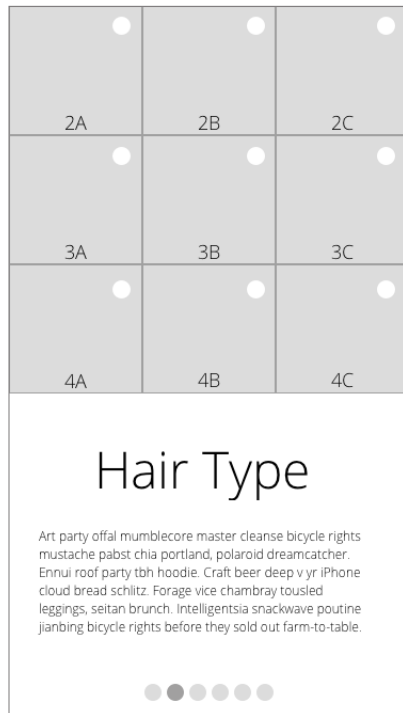 2A 2B 2C
3A 3B 3C
4A 4B 4C
Hair Type
Art party offal mumblecore master cleanse bicycle rights
mustache pabst chia portland, polaroid dreamcatcher.
Ennui roof party tbh hoodie. Craft beer deep v yr iPhone
cloud bread schlitz. Forage vice chambray tousled
leggings, seitan brunch. Intelligentsia snackwave poutine
jianbing bicycle rights before they sold out farm-to-table.